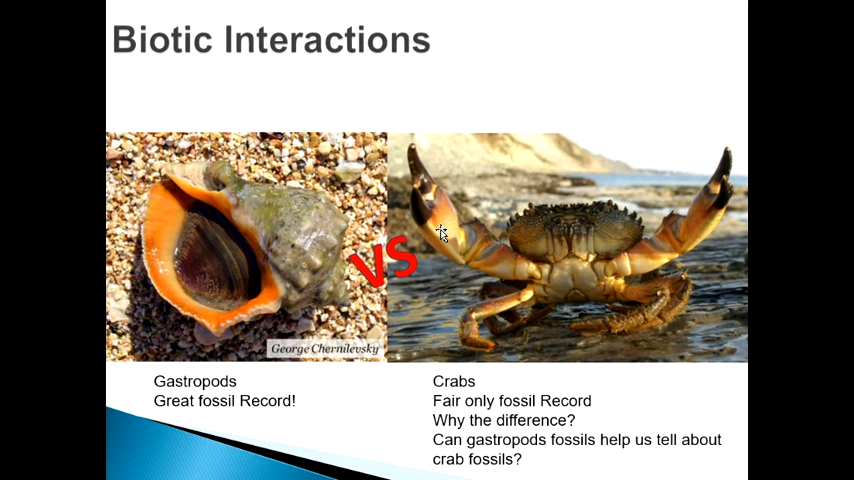 Biotic Interactions
VS
George Chernilevsky
Gastropods
Great fossil Record!
Crabs
Fair only fossil Record
Why the difference?
Can gastropods fossils help us tell about
crab fossils?